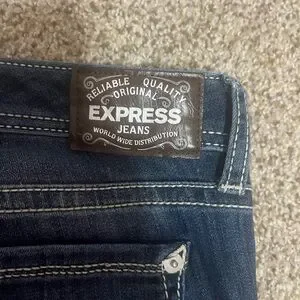 RELIABLE QUALITY
ORIGINAL
EXPRESS
JEANS
WORLD WIDE DISTRIBUTION